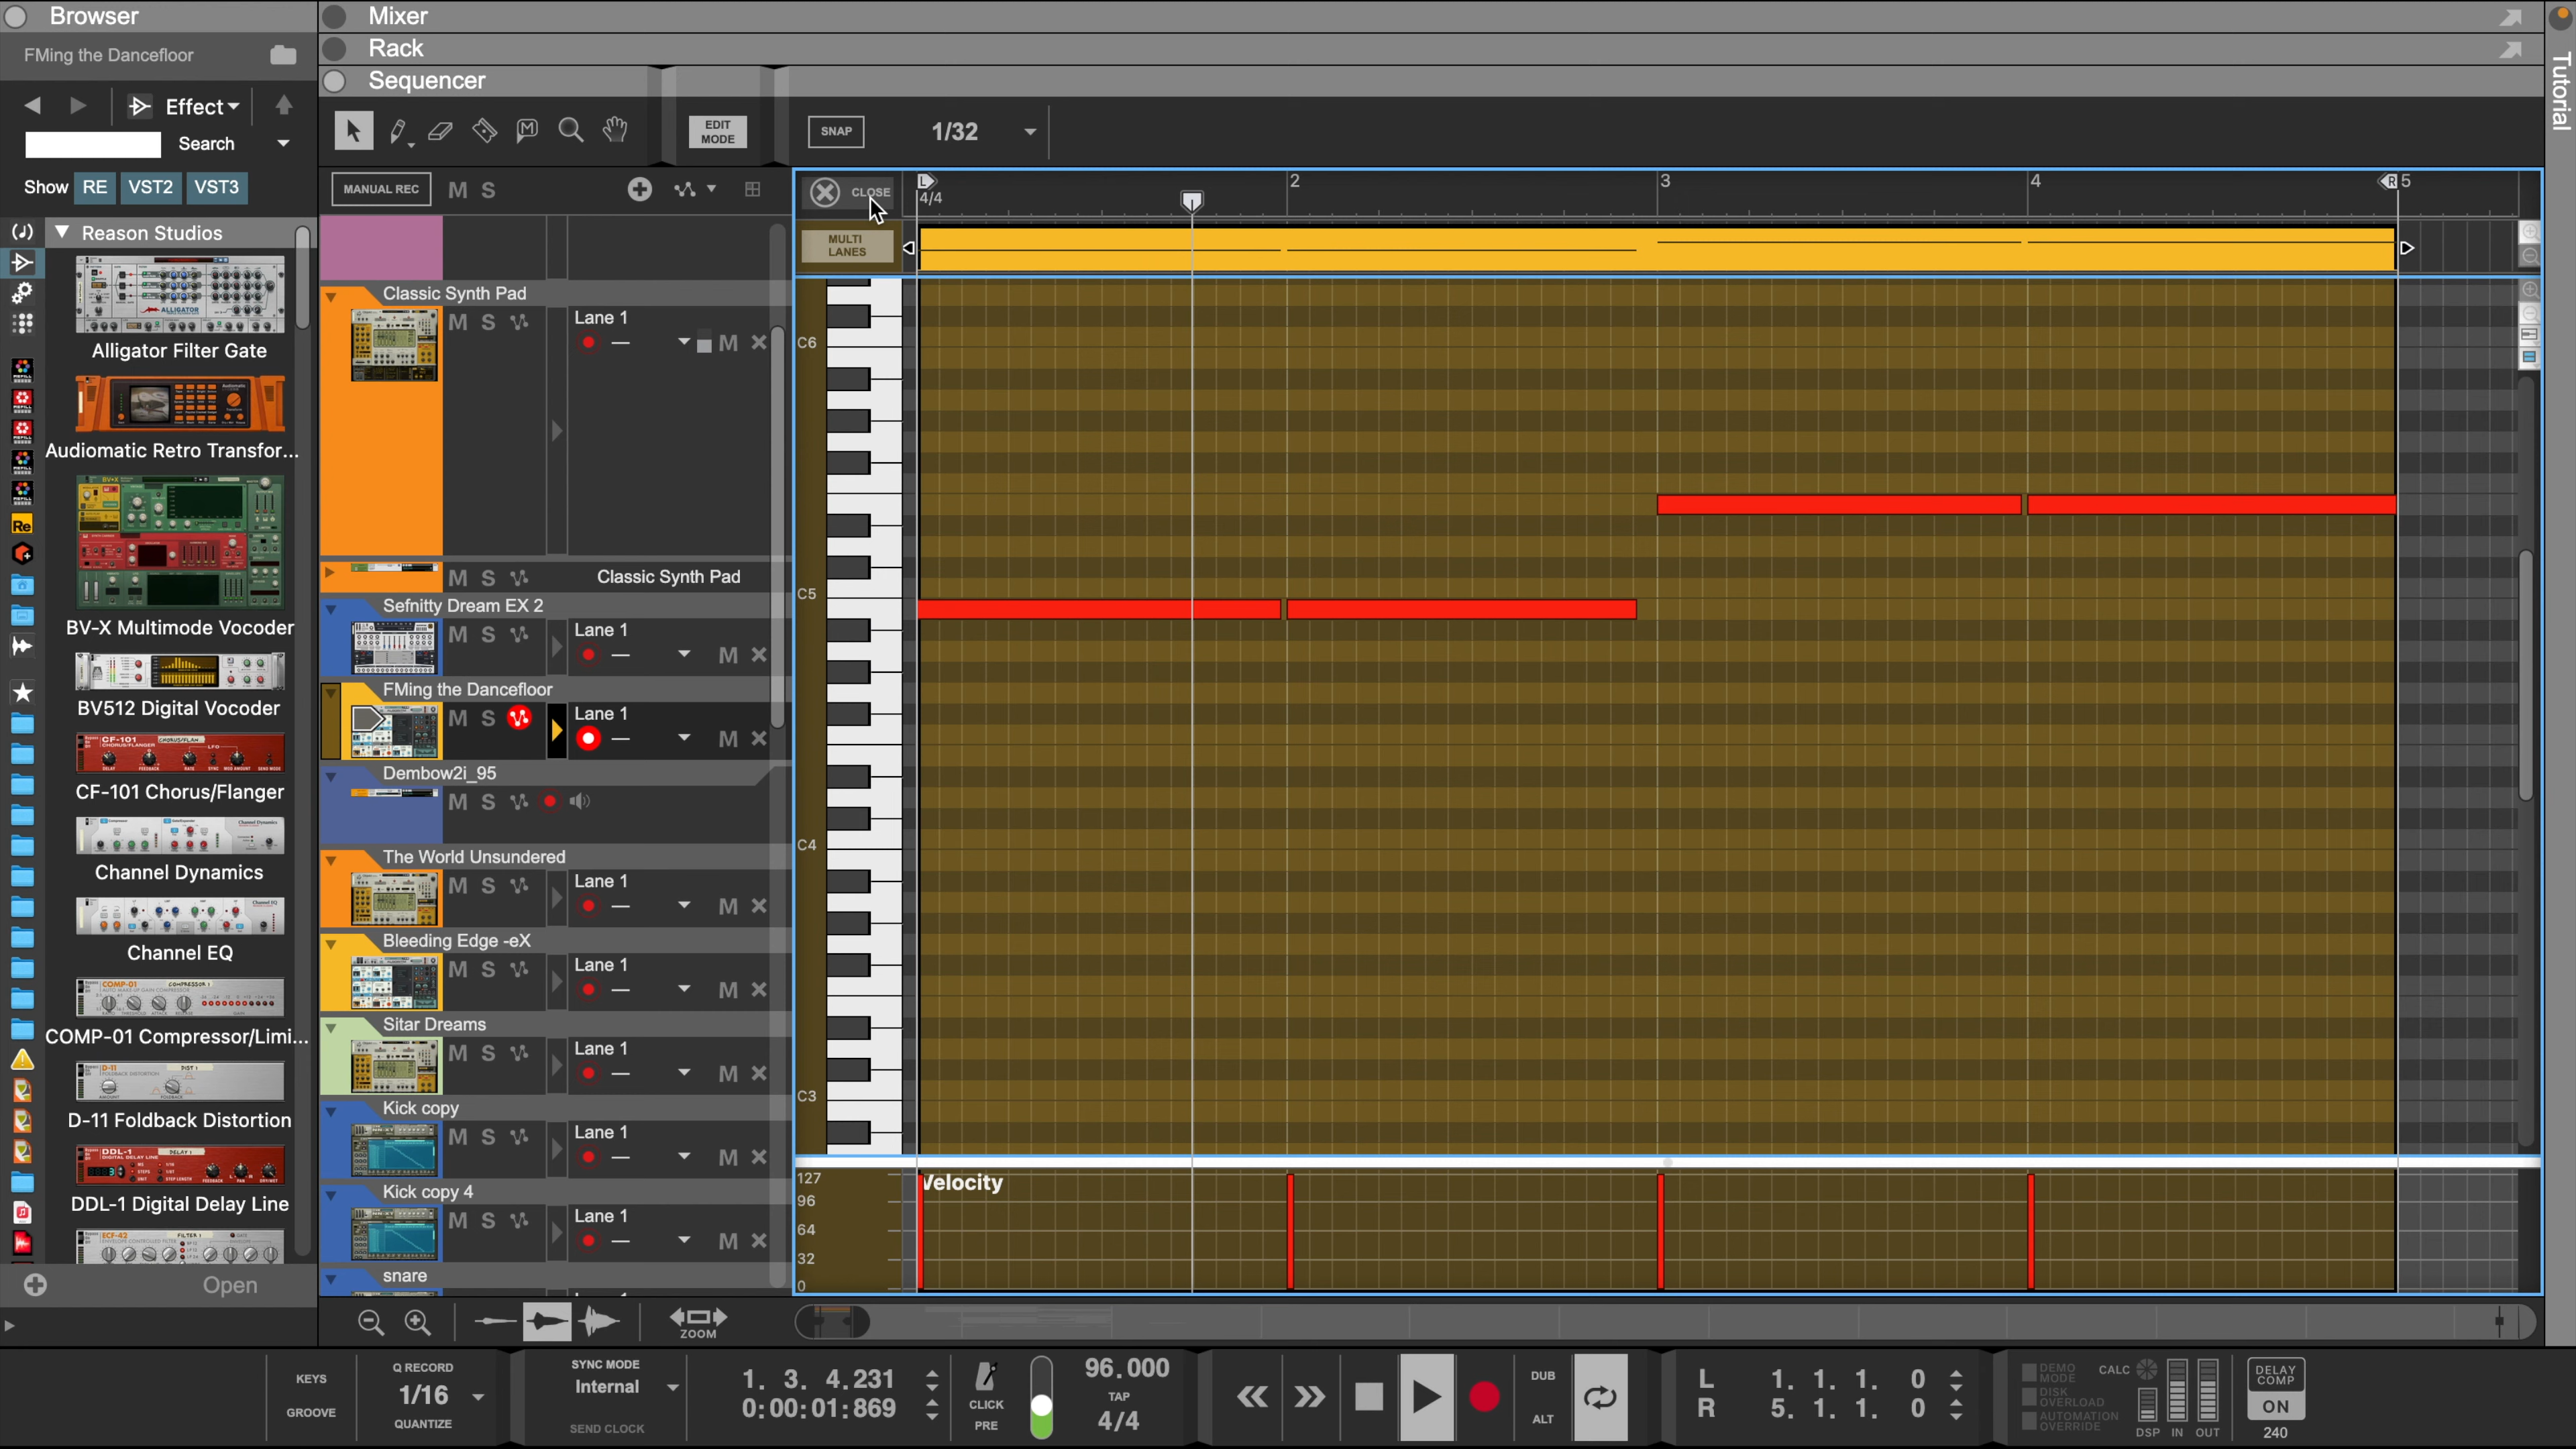 Browser
FMing the Dancefloor
Effect
Search
Show RE VST2 VST3
Reason Studios
Alligator Filter Gate
Audiomatic Retro Transfor...
BV-X Multimode Vocoder
BV512 Digital Vocoder
CF-101 Chorus/Flanger
Channel Dynamics
Channel EQ
COMP-01 Compressor/Limi...
D-11 Foldback Distortion
DDL-1 Digital Delay Line
Open
Mixer
Rack
Sequencer
EDIT MODE
SNAP
1/32
Tutorial
MANUAL REC M S
CLOSE
MULTI LANES
L
4/4
2
3
4
R 5
Classic Synth Pad
M S Lane 1
M
M S Classic Synth Pad
Sefnitty Dream EX 2
M S Lane 1
M
FMing the Dancefloor
M S Lane 1
M
Dembow2i_95
M S
The World Unsundered
M S Lane 1
M
Bleeding Edge -eX
M S Lane 1
M
Sitar Dreams
M S Lane 1
M
Kick copy
M S Lane 1
M
Kick copy 4
M S Lane 1
M
snare
C6
C5
C4
C3
Velocity
127
96
64
32
0
ZOOM
KEYS
GROOVE
Q RECORD
1/16
QUANTIZE
SYNC MODE
Internal
SEND CLOCK
1. 3. 4.231
0:00:01:869
CLICK
PRE
96.000
TAP
4/4
DUB
ALT
L 1. 1. 1. 0
R 5. 1. 1. 0
DEMO MODE
DISK OVERLOAD
AUTOMATION OVERRIDE
CALC
DSP IN OUT
DELAY COMP
ON
240